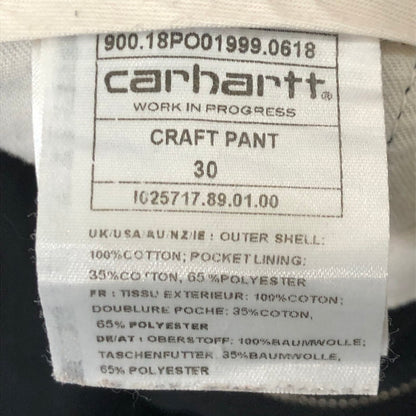 900.18PO01999.0618
carhartt®
WORK IN PROGRESS
CRAFT PANT
30
I025717.89.01.00
UK/USA/AU/NZ/IE : OUTER SHELL:
100%COTTON; POCKET LINING:
35%COTTON, 65%POLYESTER
FR : TISSU EXTERIEUR: 100%COTON;
DOUBLURE POCHE: 35%COTON,
65% POLYESTER
DE/AT : OBERSTOFF: 100%BAUMWOLLE;
TASCHENFUTTER: 35%BAUMWOLLE,
65% POLYESTER